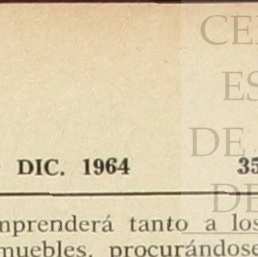 CE
ES
DE
DIC. 1964 35
DE
mprenderá tanto a los
muebles, procurándose